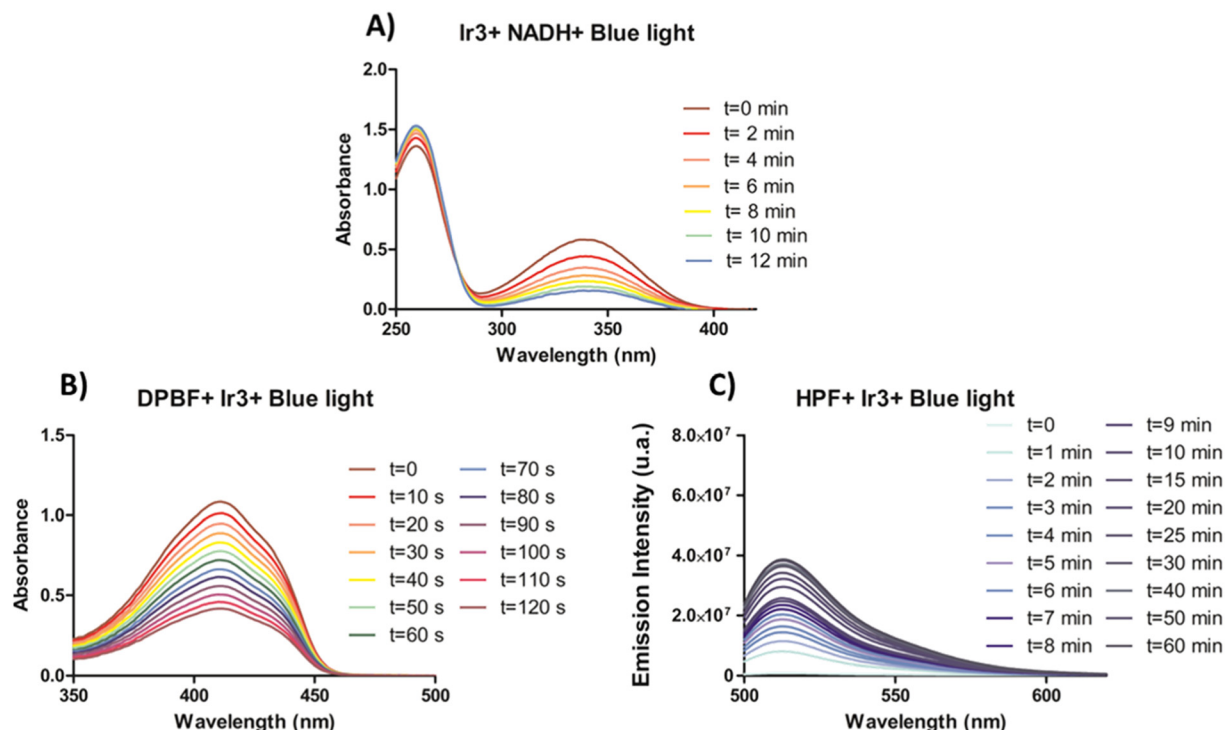 A)
Ir3+ NADH+ Blue light
2.0
1.5
1.0
0.5
0.0
Absorbance
250
300
350
400
Wavelength (nm)
t=0 min
t= 2 min
t= 4 min
t= 6 min
t= 8 min
t= 10 min
t= 12 min
B)
DPBF+ Ir3+ Blue light
1.5
1.0
0.5
0.0
Absorbance
350
400
450
500
Wavelength (nm)
t=0
t=10 s
t=20 s
t=30 s
t=40 s
t=50 s
t=60 s
t=70 s
t=80 s
t=90 s
t=100 s
t=110 s
t=120 s
C)
HPF+ Ir3+ Blue light
8.0×10⁷
6.0×10⁷
4.0×10⁷
2.0×10⁷
0
Emission Intensity (u.a.)
500
550
600
Wavelength (nm)
t=0
t=1 min
t=2 min
t=3 min
t=4 min
t=5 min
t=6 min
t=7 min
t=8 min
t=9 min
t=10 min
t=15 min
t=20 min
t=25 min
t=30 min
t=40 min
t=50 min
t=60 min